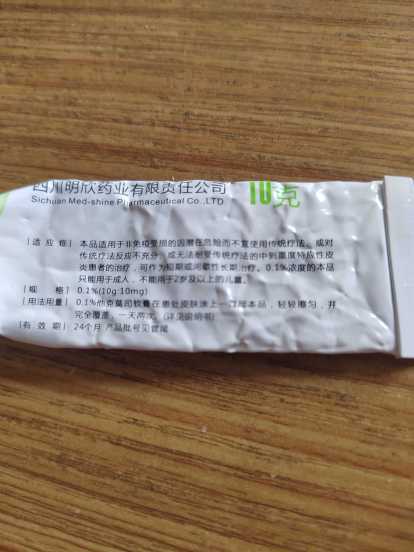 四川明欣药业有限责任公司 10克
Sichuan Med-shine Pharmaceutical Co.,LTD
[适应症] 本品适用于非免疫受损的因潜在危险而不宜使用传统疗法、或对
传统疗法反应不充分、或无法耐受传统疗法的中到重度特应性皮
炎患者的治疗,可作为短期或间歇性长期治疗。0.1%浓度的本品
只能用于成人,不能用于2岁及以上的儿童。
[规 格] 0.1%(10g:10mg)
[用法用量] 0.1%他克莫司软膏在患处皮肤涂上一薄层本品,轻轻擦匀,并
完全覆盖,一天两次。(详见说明书)
[有 效 期] 24个月 产品批号见管尾